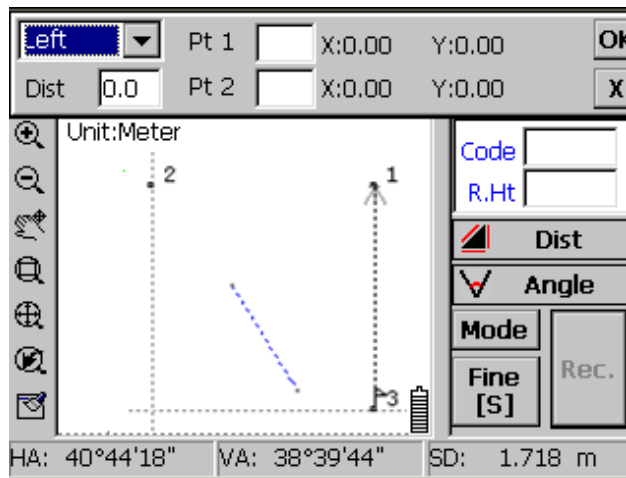 Left Pt 1 X:0.00 Y:0.00 OK
Dist 0.0 Pt 2 X:0.00 Y:0.00 X
Unit:Meter
Code
R.Ht
2 1
Dist
Angle
Mode
Fine [S] Rec.
3
HA: 40°44'18" VA: 38°39'44" SD: 1.718 m